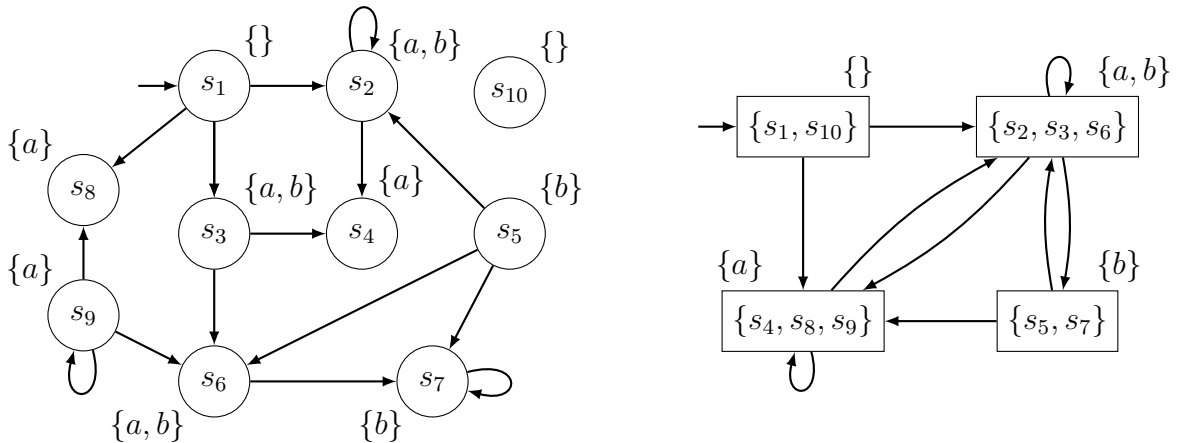 {}
{a, b}
{}
s1
s2
s10
{a}
s8
{a, b}
{a}
{b}
s3
s4
s5
{a}
s9
s6
s7
{a, b}
{b}
{}
{a, b}
{s1, s10}
{s2, s3, s6}
{a}
{b}
{s4, s8, s9}
{s5, s7}